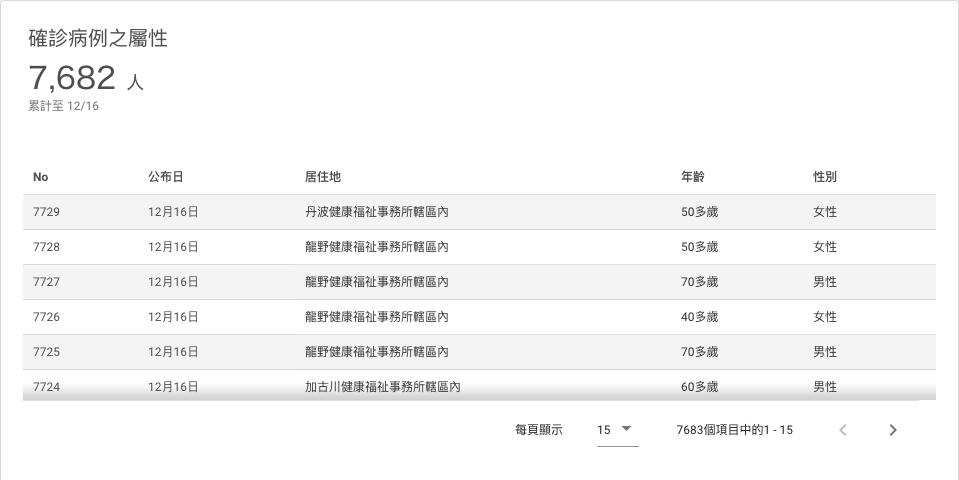 確診病例之屬性
7,682 人
累計至 12/16
No 公布日 居住地 年齡 性別
7729 12月16日 丹波健康福祉事務所轄區內 50多歲 女性
7728 12月16日 龍野健康福祉事務所轄區內 50多歲 女性
7727 12月16日 龍野健康福祉事務所轄區內 70多歲 男性
7726 12月16日 龍野健康福祉事務所轄區內 40多歲 女性
7725 12月16日 龍野健康福祉事務所轄區內 70多歲 男性
7724 12月16日 加古川健康福祉事務所轄區內 60多歲 男性
每頁顯示 15 7683個項目中的1 - 15